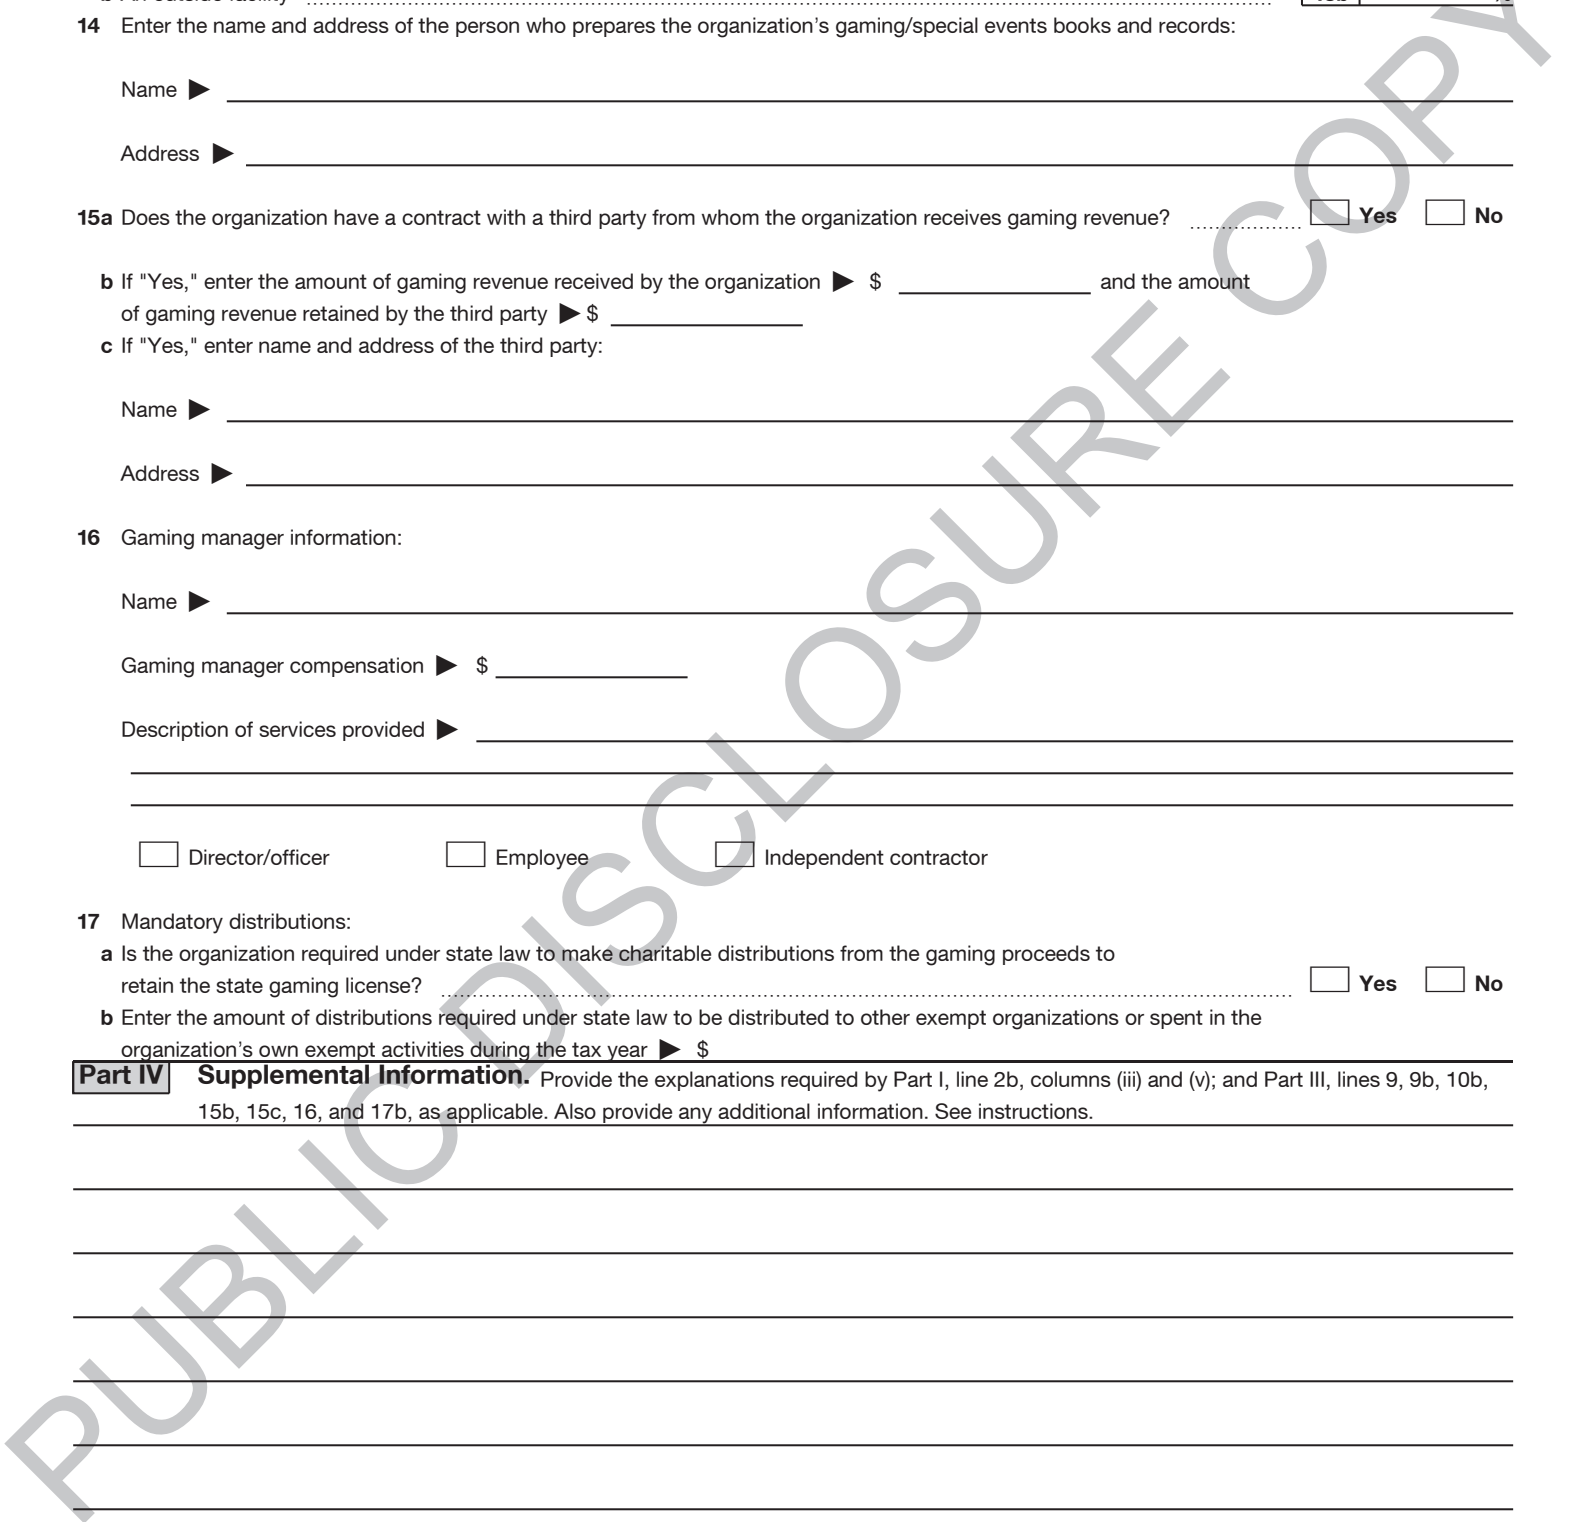 14 Enter the name and address of the person who prepares the organization's gaming/special events books and records:
Name ▶
Address ▶
15a Does the organization have a contract with a third party from whom the organization receives gaming revenue? Yes No
b If "Yes," enter the amount of gaming revenue received by the organization ▶ $ and the amount
of gaming revenue retained by the third party ▶ $
c If "Yes," enter name and address of the third party:
Name ▶
Address ▶
16 Gaming manager information:
Name ▶
Gaming manager compensation ▶ $
Description of services provided ▶
Director/officer Employee Independent contractor
17 Mandatory distributions:
a Is the organization required under state law to make charitable distributions from the gaming proceeds to
retain the state gaming license? Yes No
b Enter the amount of distributions required under state law to be distributed to other exempt organizations or spent in the
organization's own exempt activities during the tax year ▶ $
Part IV Supplemental Information. Provide the explanations required by Part I, line 2b, columns (iii) and (v); and Part III, lines 9, 9b, 10b,
15b, 15c, 16, and 17b, as applicable. Also provide any additional information. See instructions.
PUBLIC DISCLOSURE COPY